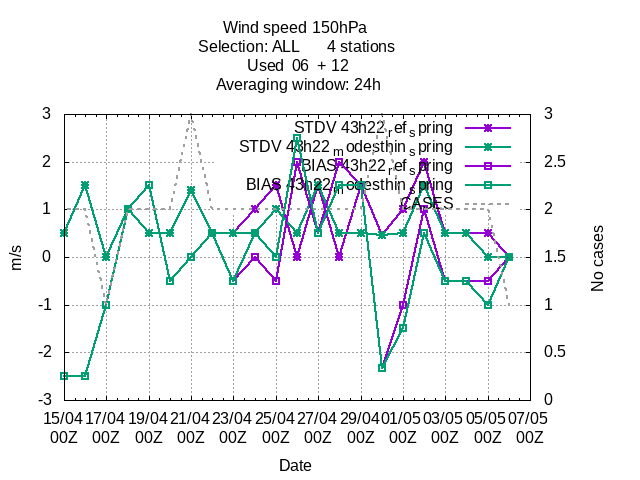 Wind speed 150hPa
Selection: ALL 4 stations
Used 06 + 12
Averaging window: 24h
3 3
STDV 43h22_ref_spring
STDV 43h22_modesthin_spring
2 2.5
BIAS 43h22_ref_spring
BIAS 43h22_modesthin_spring
1 2
CASES
0 1.5
-1 1
-2 0.5
-3 0
m/s
No cases
15/04 17/04 19/04 21/04 23/04 25/04 27/04 29/04 01/05 03/05 05/05 07/05
00Z 00Z 00Z 00Z 00Z 00Z 00Z 00Z 00Z 00Z 00Z 00Z
Date